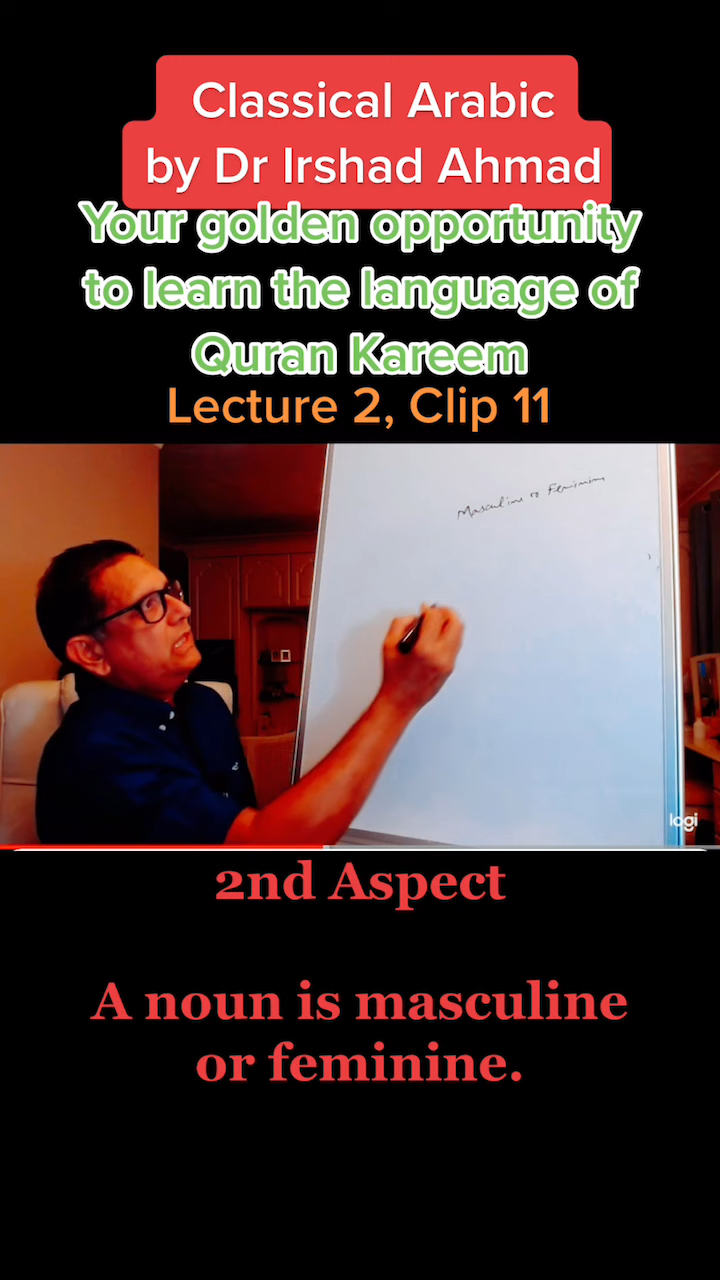 Classical Arabic
by Dr Irshad Ahmad
Your golden opportunity
to learn the language of
Quran Kareem
Lecture 2, Clip 11
Masculine or Feminine
logi
2nd Aspect
A noun is masculine
or feminine.